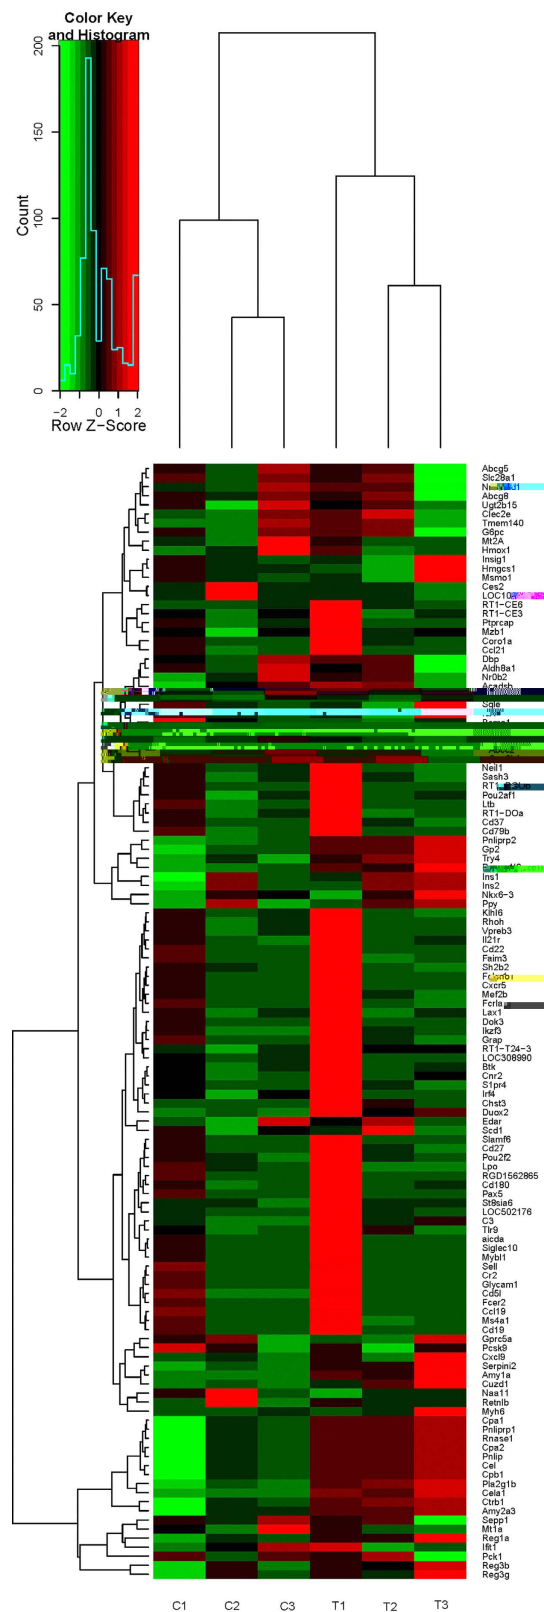 Color Key
and Histogram
200
150
100
50
0
Count
−2
0
1
2
Row Z−Score
Abcg5
Slc28a1
Abcg8
Ugt2b15
Clec2e
Tmem140
G6pc
Mt2A
Hmox1
Insig1
Hmgcs1
Msmo1
Ces2
RT1−CE6
RT1−CE3
Ptprcap
Mzb1
Coro1a
Ccl21
Dbp
Aldh8a1
Nr0b2
Acadsb
Sqle
Neil1
Sash3
Pou2af1
Ltb
RT1−DOa
Cd37
Cd79b
Pnliprp2
Gp2
Try4
Ins1
Ins2
Nkx6−3
Ppy
Klhl6
Rhoh
Vpreb3
Il21r
Cd22
Faim3
Sh2b2
Cxcr5
Mef2b
Fcrla
Lax1
Dok3
Ikzf3
Grap
RT1−T24−3
LOC308990
Btk
Cnr2
S1pr4
Irf4
Chst3
Duox2
Edar
Scd1
Slamf6
Cd27
Pou2f2
Lpo
RGD1562865
Cd180
Pax5
St8sia6
LOC502176
C3
Tlr9
aicda
Siglec10
Mybl1
Sell
Cr2
Glycam1
Cd5l
Fcer2
Ccl19
Ms4a1
Cd19
Gprc5a
Pcsk9
Cxcl9
Serpini2
Amy1a
Cuzd1
Naa11
Retnlb
Myh6
Cpa1
Pnliprp1
Rnase1
Cpa2
Pnlip
Cel
Cpb1
Pla2g1b
Cela1
Ctrb1
Amy2a3
Sepp1
Mt1a
Reg1a
Ifit1
Pck1
Reg3b
Reg3g
C1 C2 C3 T1 T2 T3